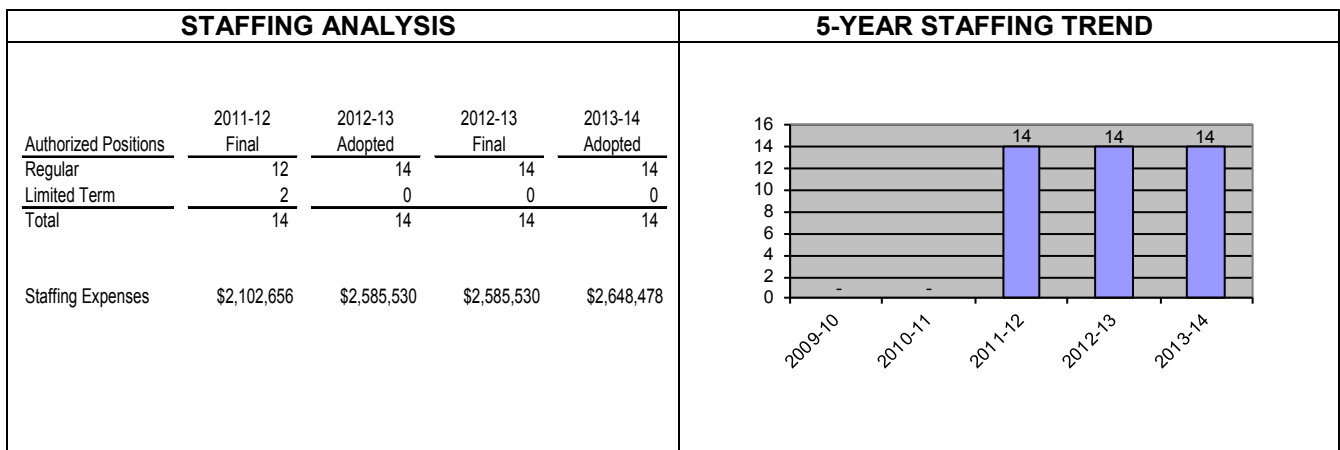 STAFFING ANALYSIS
5-YEAR STAFFING TREND
2011-12 2012-13 2012-13 2013-14
Authorized Positions Final Adopted Final Adopted
Regular 12 14 14 14
Limited Term 2 0 0 0
Total 14 14 14 14
Staffing Expenses $2,102,656 $2,585,530 $2,585,530 $2,648,478
16
14
12
10
8
6
4
2
0
- - 14 14 14
2009-10 2010-11 2011-12 2012-13 2013-14